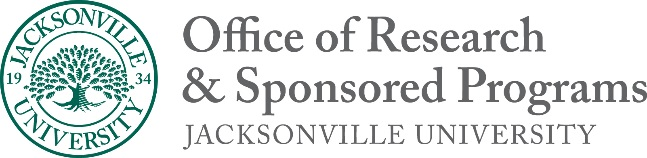 JACKSONVILLE
19 34
UNIVERSITY
Office of Research
& Sponsored Programs
JACKSONVILLE UNIVERSITY